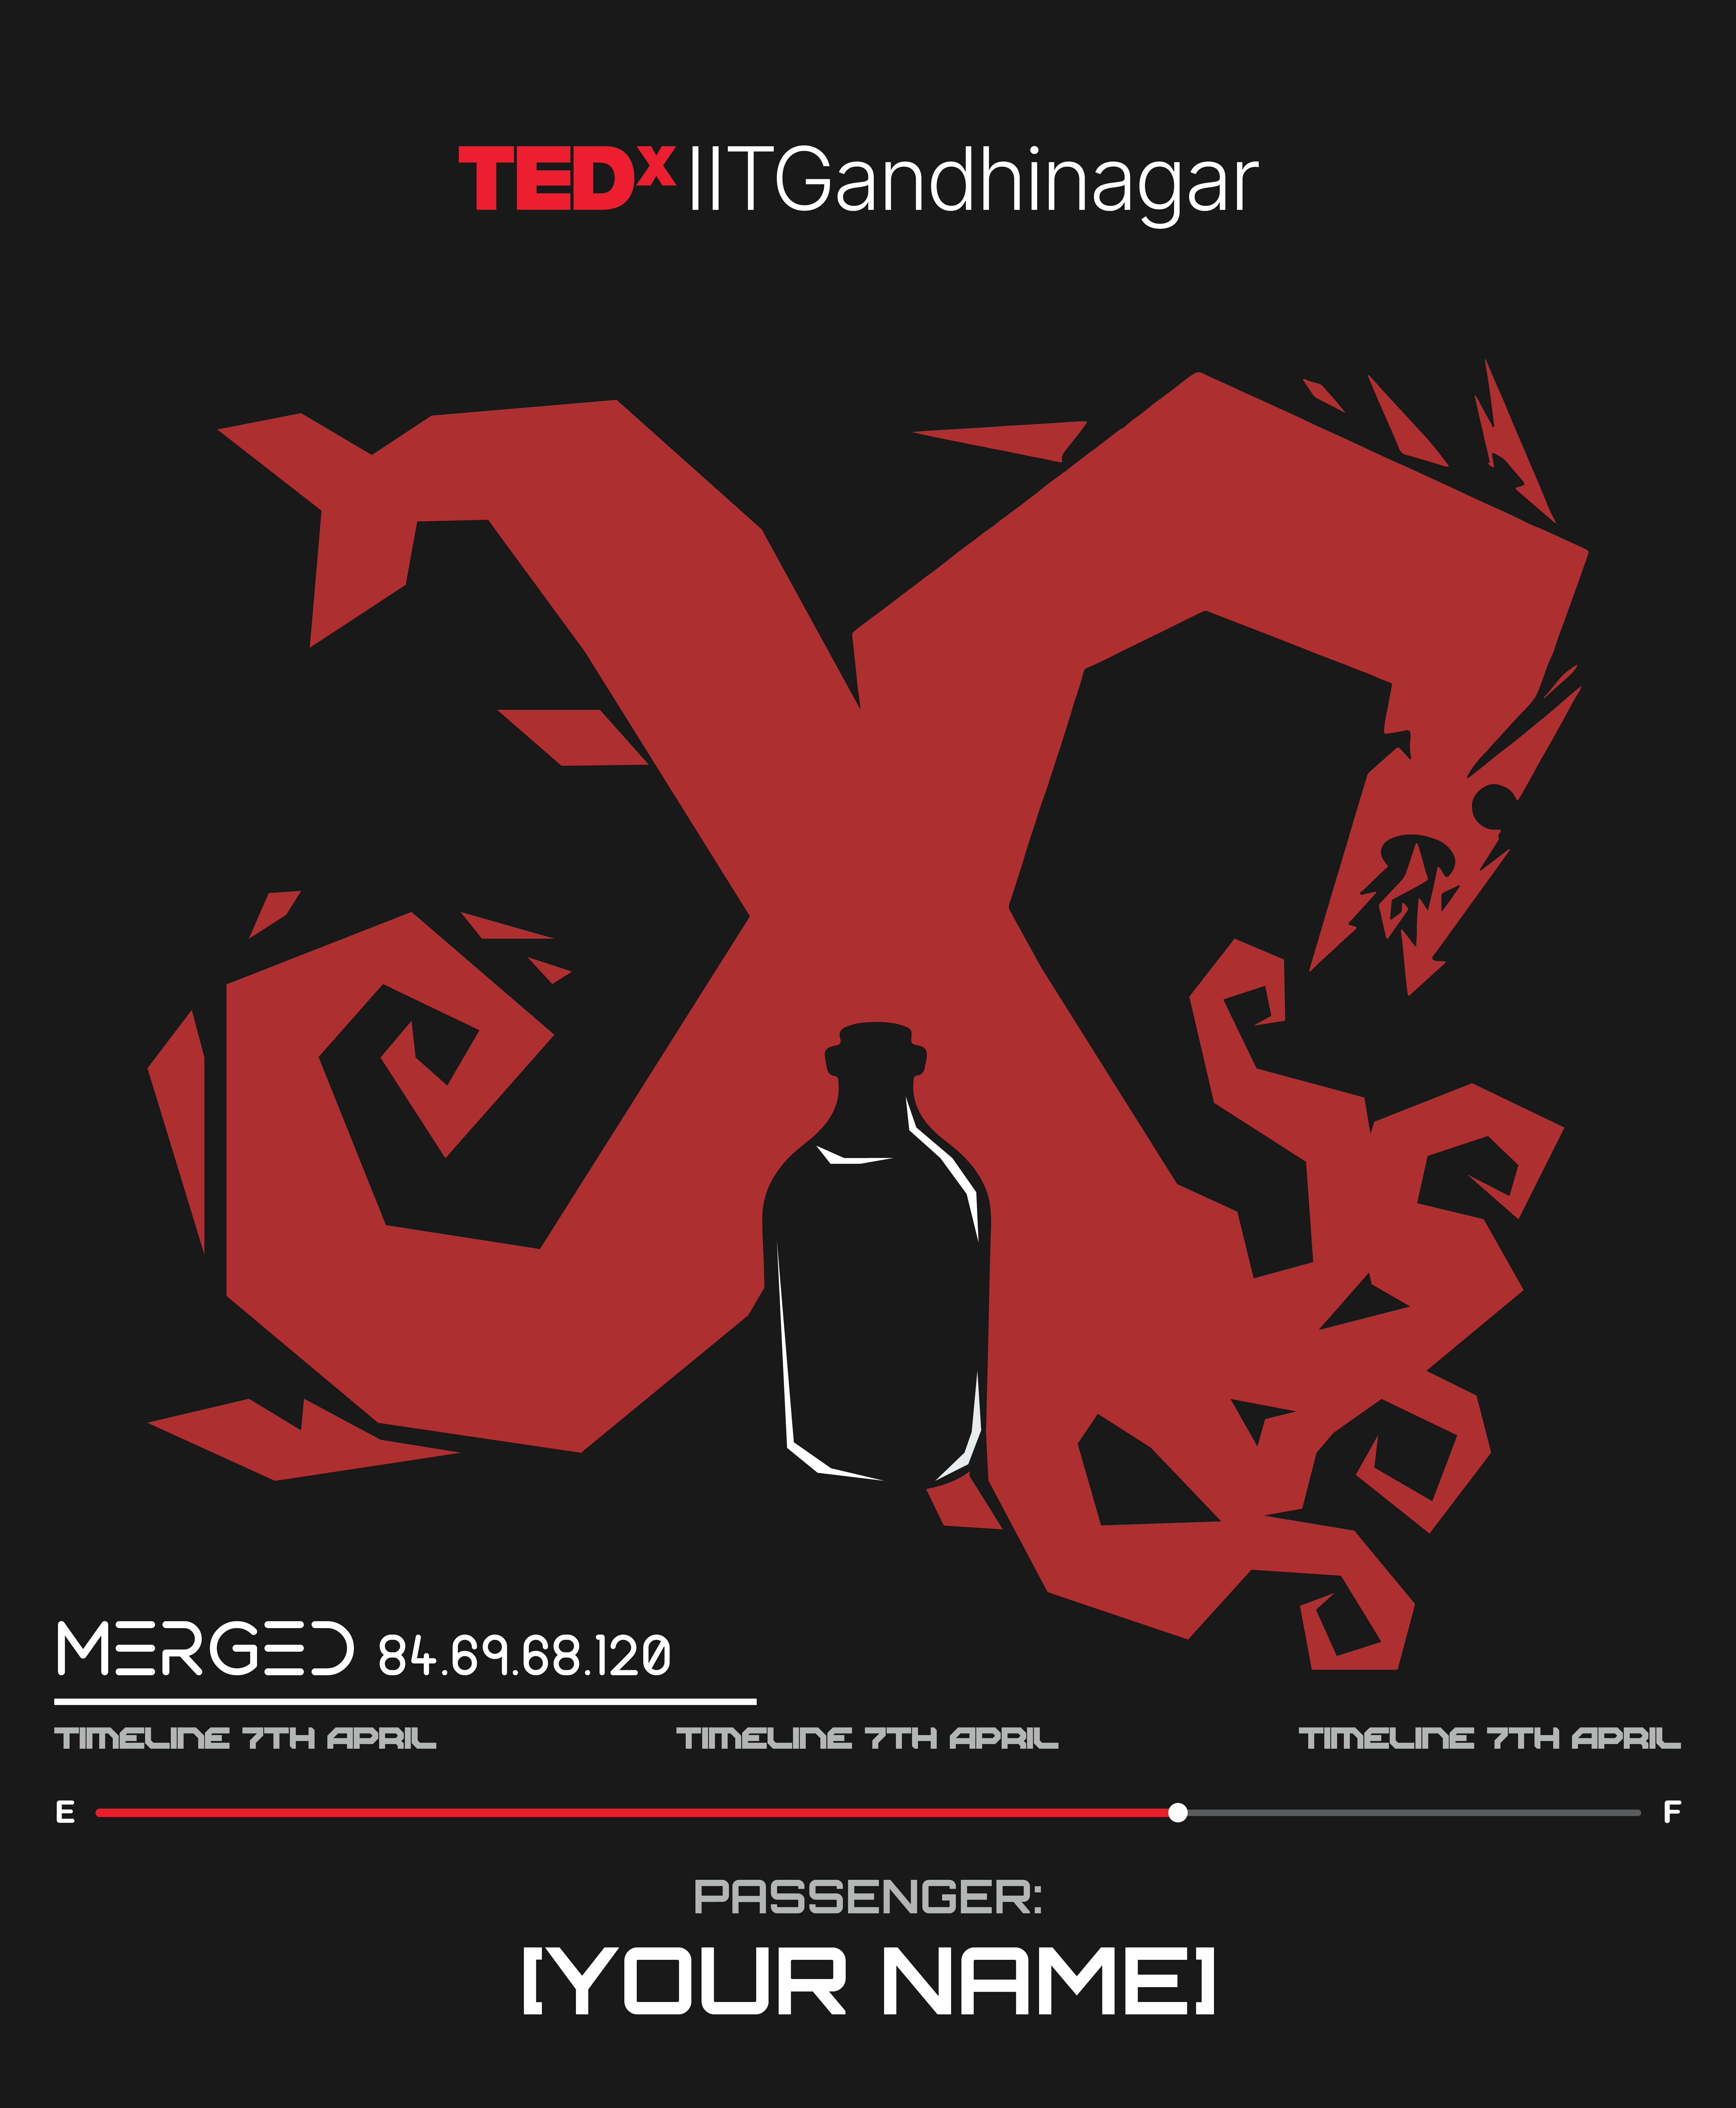 TEDx IITGandhinagar
MERGED 84.69.68.120
TIMELINE 7TH APRIL TIMELINE 7TH APRIL TIMELINE 7TH APRIL
E F
PASSENGER:
[YOUR NAME]